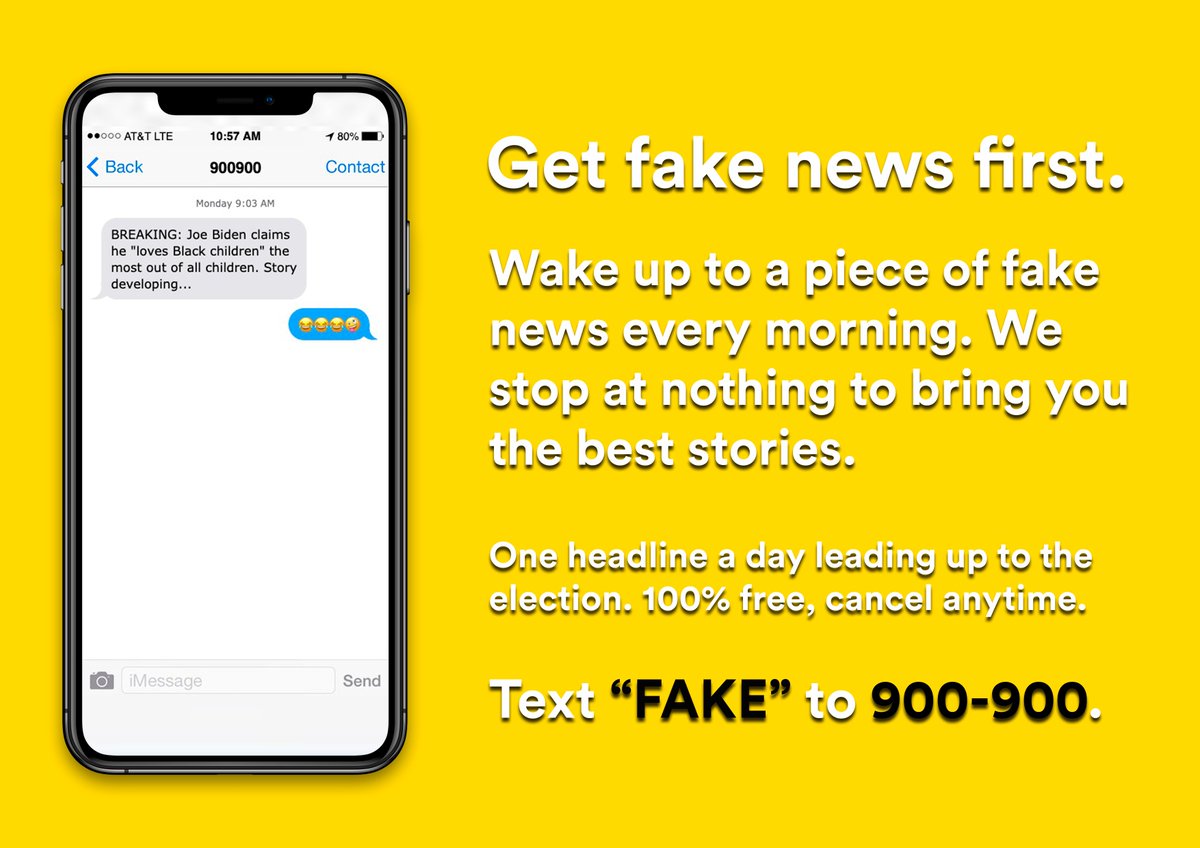 ●●○○○ AT&T LTE 10:57 AM 80%
Back 900900 Contact
Monday 9:03 AM
BREAKING: Joe Biden claims
he "loves Black children" the
most out of all children. Story
developing...
😂😂😂🤪
iMessage Send
Get fake news first.
Wake up to a piece of fake
news every morning. We
stop at nothing to bring you
the best stories.
One headline a day leading up to the
election. 100% free, cancel anytime.
Text “FAKE” to 900-900.